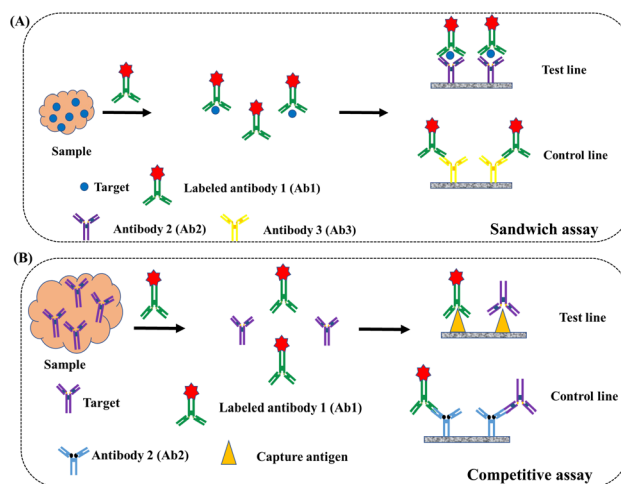 (A)
Test line
Sample
Control line
Target
Labeled antibody 1 (Ab1)
Antibody 2 (Ab2)
Antibody 3 (Ab3)
Sandwich assay
(B)
Test line
Sample
Control line
Target
Labeled antibody 1 (Ab1)
Antibody 2 (Ab2)
Capture antigen
Competitive assay